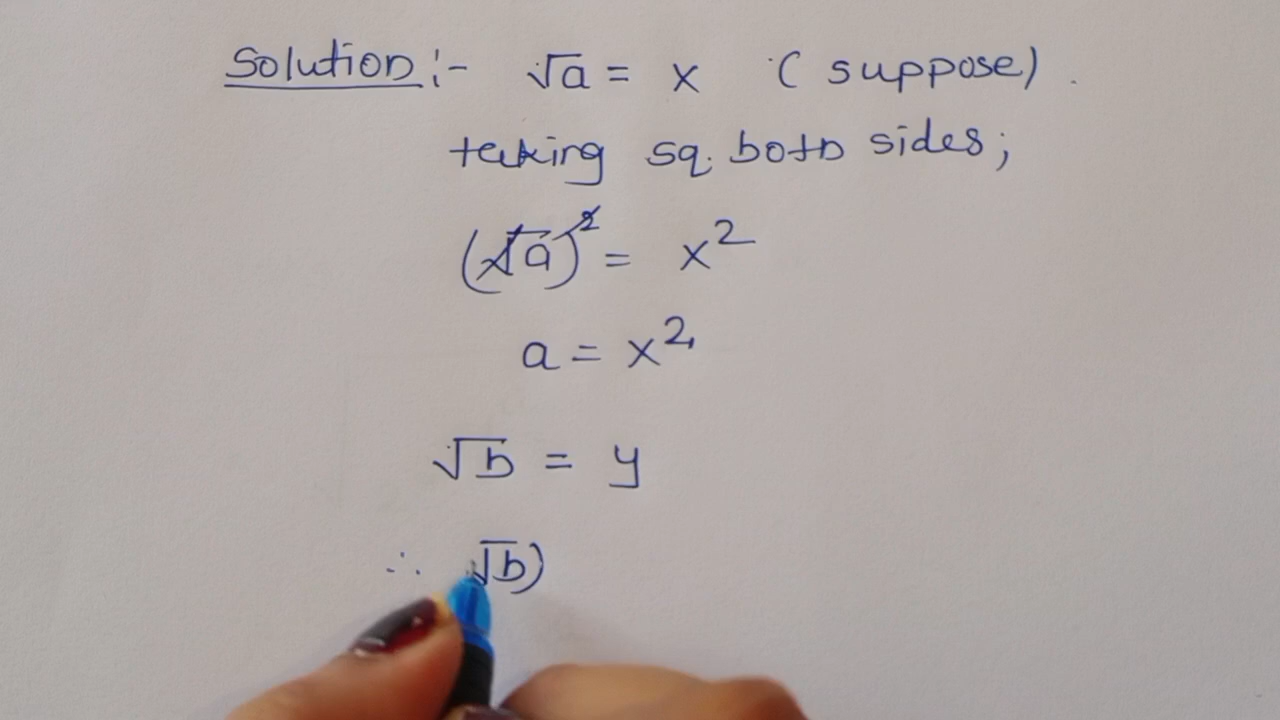 Solution :- √a = x (suppose)
taking sq. both sides;
(√a)² = x²
a = x²
√b = y
∴ √b)